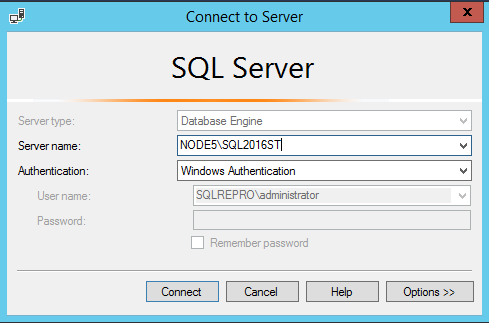 Connect to Server
x
SQL Server
Server type: Database Engine
Server name: NODE5\SQL2016ST
Authentication: Windows Authentication
User name: SQLREPRO\administrator
Password:
Remember password
Connect Cancel Help Options >>